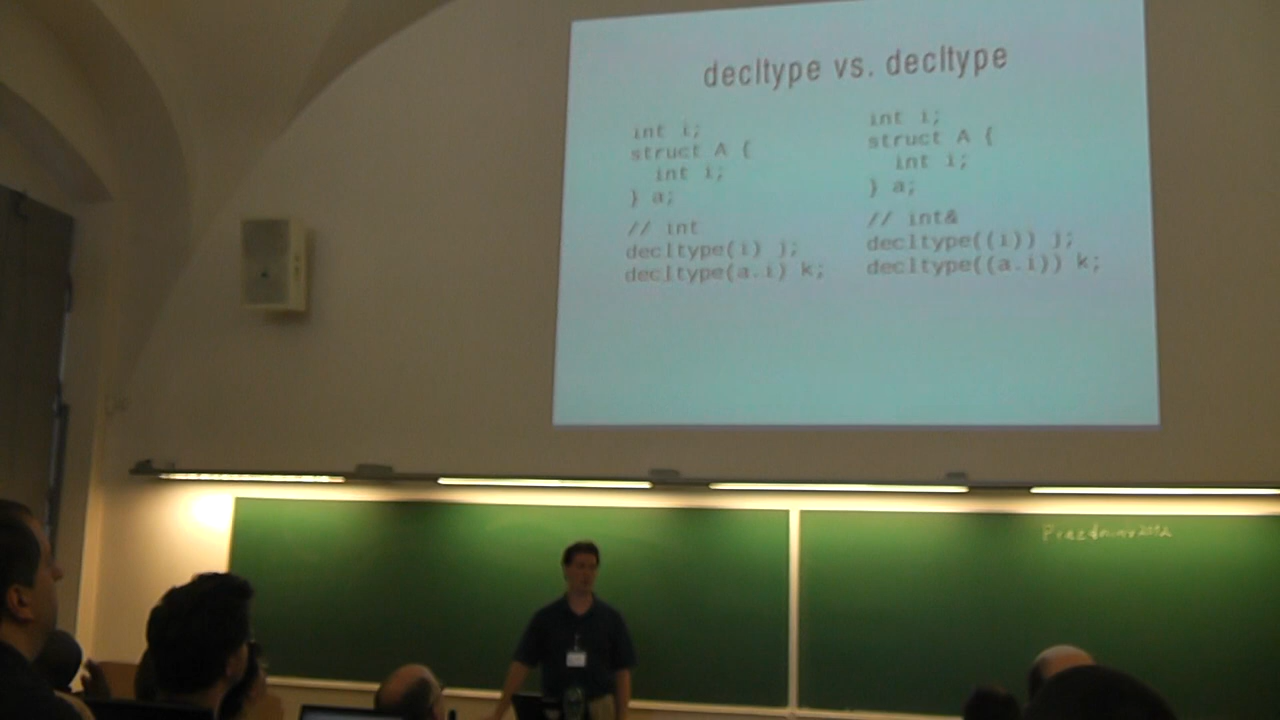 decltype vs. decltype
int i;
struct A {
  int i;
} a;
// int
decltype(i) j;
decltype(a.i) k;
int i;
struct A {
  int i;
} a;
// int&
decltype((i)) j;
decltype((a.i)) k;